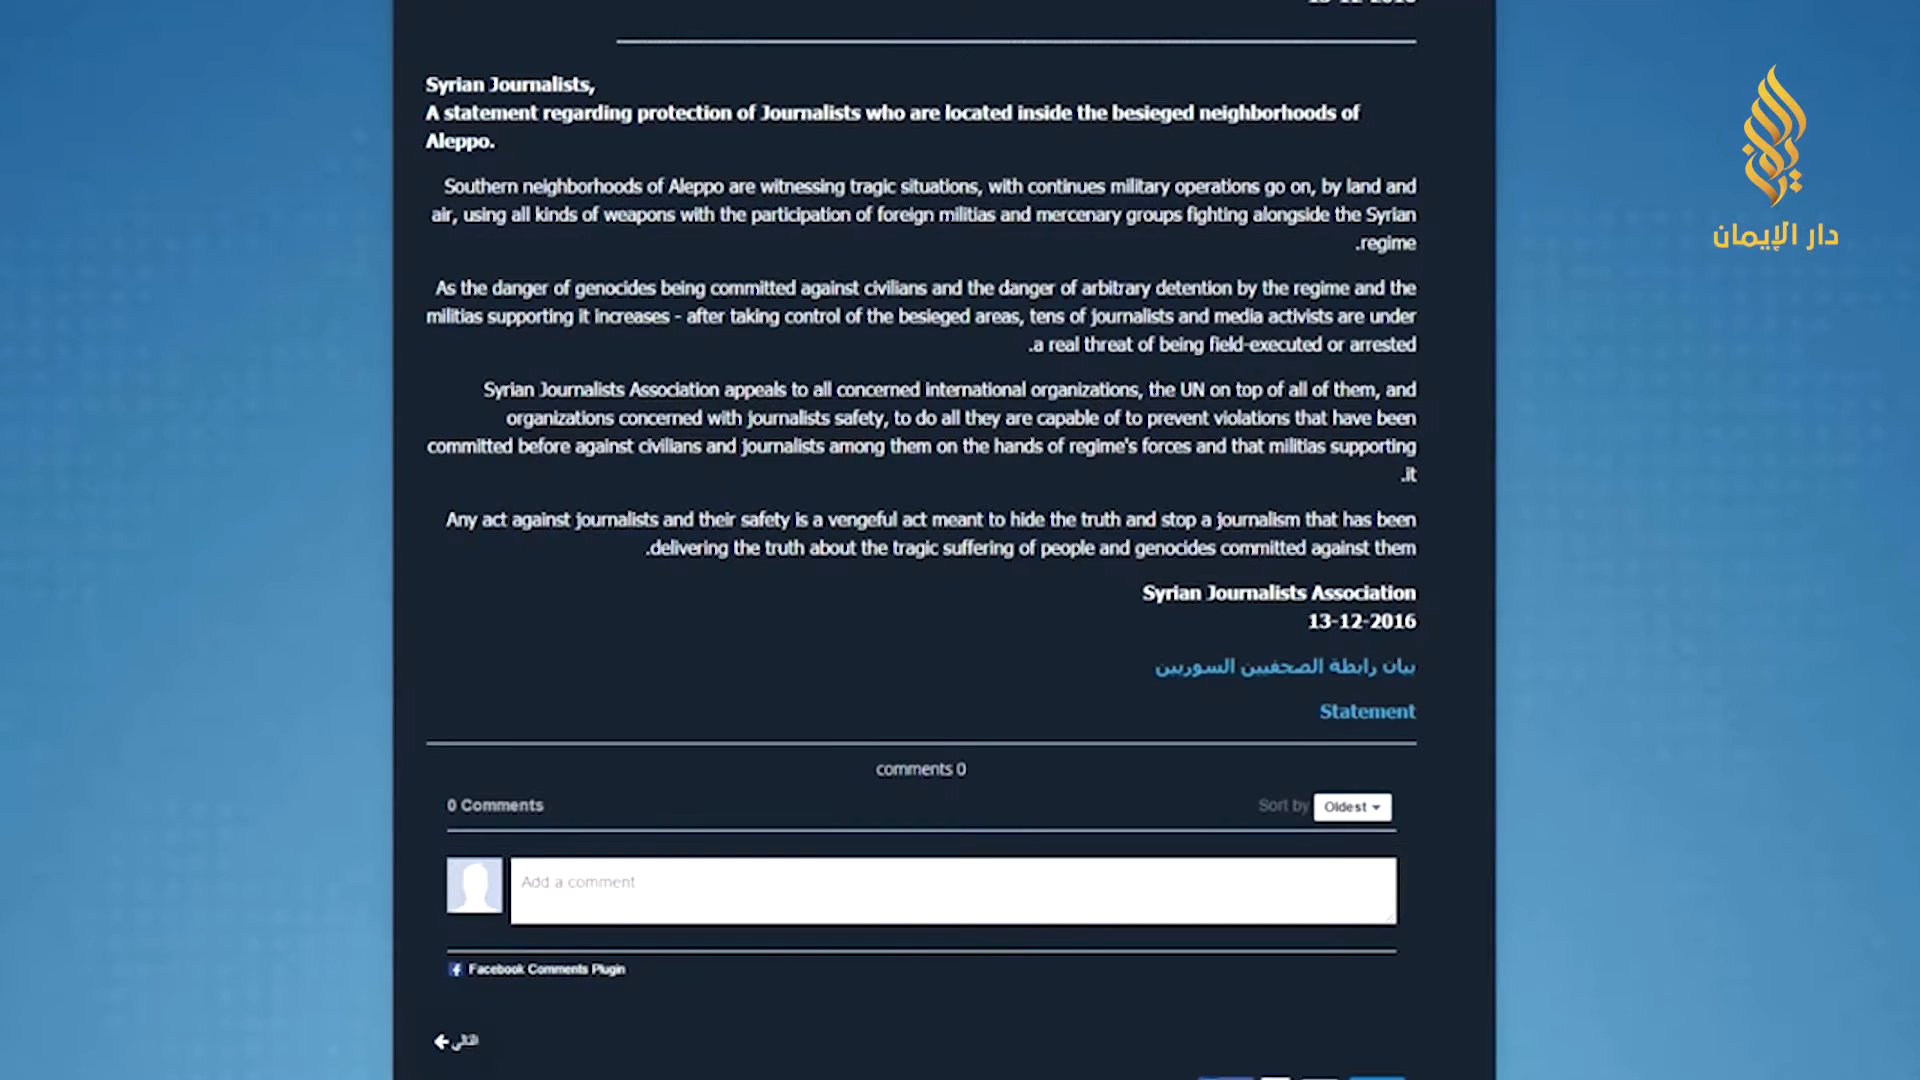 Syrian Journalists,
A statement regarding protection of Journalists who are located inside the besieged neighborhoods of
Aleppo.
Southern neighborhoods of Aleppo are witnessing tragic situations, with continues military operations go on, by land and
air, using all kinds of weapons with the participation of foreign militias and mercenary groups fighting alongside the Syrian
.regime
As the danger of genocides being committed against civilians and the danger of arbitrary detention by the regime and the
militias supporting it increases - after taking control of the besieged areas, tens of journalists and media activists are under
.a real threat of being field-executed or arrested
Syrian Journalists Association appeals to all concerned international organizations, the UN on top of all of them, and
organizations concerned with journalists safety, to do all they are capable of to prevent violations that have been
committed before against civilians and journalists among them on the hands of regime's forces and that militias supporting
.it
Any act against journalists and their safety is a vengeful act meant to hide the truth and stop a journalism that has been
.delivering the truth about the tragic suffering of people and genocides committed against them
Syrian Journalists Association
13-12-2016
بيان رابطة الصحفيين السوريين
Statement
comments 0
0 Comments
Sort by Oldest
Add a comment
Facebook Comments Plugin
التالي
دار الإيمان